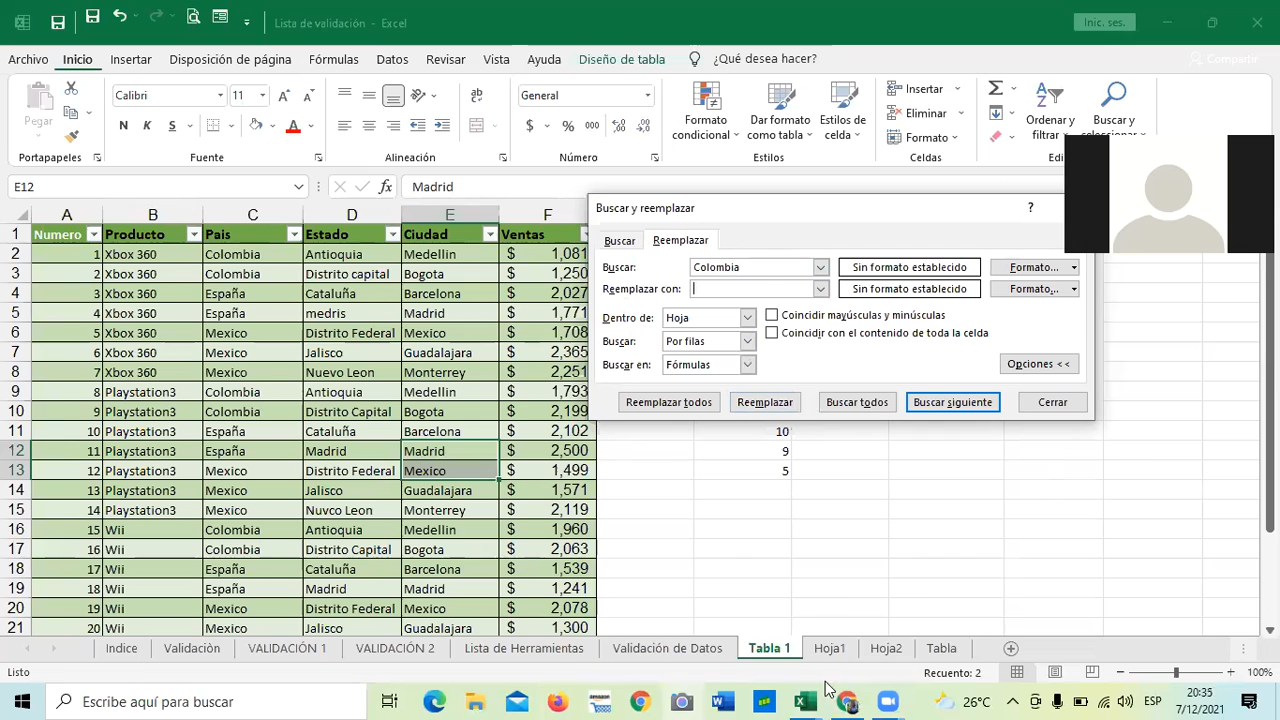 Lista de validación - Excel
Inic. ses.
Archivo Inicio Insertar Disposición de página Fórmulas Datos Revisar Vista Ayuda Diseño de tabla ¿Qué desea hacer? Compartir
Pegar
Calibri 11
N K S A
ab
General
$ % 000
Formato condicional
Dar formato como tabla
Estilos de celda
Insertar
Eliminar
Formato
Ordenar y filtrar
Buscar y seleccionar
Portapapeles Fuente Alineación Número Estilos Celdas
E12 fx Madrid
A B C D E F
1 Numero Producto Pais Estado Ciudad Ventas
2 1 Xbox 360 Colombia Antioquia Medellin $ 1,081
3 2 Xbox 360 Colombia Distrito capital Bogota $ 1,250
4 3 Xbox 360 España Cataluña Barcelona $ 2,027
5 4 Xbox 360 España medris Madrid $ 1,771
6 5 Xbox 360 Mexico Distrito Federal Mexico $ 1,708
7 6 Xbox 360 Mexico Jalisco Guadalajara $ 2,365
8 7 Xbox 360 Mexico Nuevo Leon Monterrey $ 2,251
9 8 Playstation3 Colombia Antioquia Medellin $ 1,793
10 9 Playstation3 Colombia Distrito Capital Bogota $ 2,199
11 10 Playstation3 España Cataluña Barcelona $ 2,102 10
12 11 Playstation3 España Madrid Madrid $ 2,500 9
13 12 Playstation3 Mexico Distrito Federal Mexico $ 1,499 5
14 13 Playstation3 Mexico Jalisco Guadalajara $ 1,571
15 14 Playstation3 Mexico Nuvco Leon Monterrey $ 2,119
16 15 Wii Colombia Antioquia Medellin $ 1,960
17 16 Wii Colombia Distrito Capital Bogota $ 2,063
18 17 Wii España Cataluña Barcelona $ 1,539
19 18 Wii España Madrid Madrid $ 1,241
20 19 Wii Mexico Distrito Federal Mexico $ 2,078
21 20 Wii Mexico Jalisco Guadalajara $ 1,300
Buscar y reemplazar ?
Buscar Reemplazar
Buscar: Colombia Sin formato establecido Formato...
Reemplazar con: Sin formato establecido Formato...
Dentro de: Hoja Coincidir mayúsculas y minúsculas
Buscar: Por filas Coincidir con el contenido de toda la celda
Buscar en: Fórmulas Opciones <<
Reemplazar todos Reemplazar Buscar todos Buscar siguiente Cerrar
Indice Validaciòn VALIDACIÓN 1 VALIDACIÓN 2 Lista de Herramientas Validación de Datos Tabla 1 Hoja1 Hoja2 Tabla
Listo Recuento: 2 100%
Escribe aquí para buscar 26°C ESP 20:35
7/12/2021